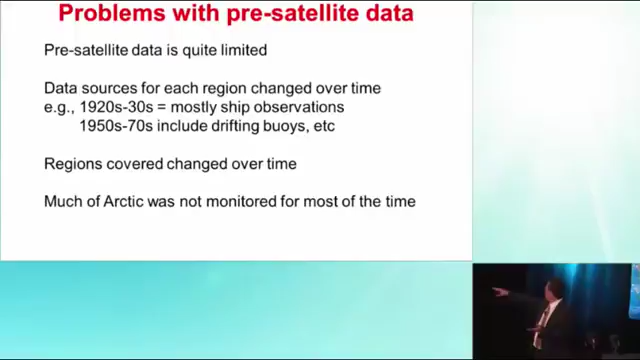 Problems with pre-satellite data
Pre-satellite data is quite limited
Data sources for each region changed over time
e.g., 1920s-30s = mostly ship observations
1950s-70s include drifting buoys, etc
Regions covered changed over time
Much of Arctic was not monitored for most of the time